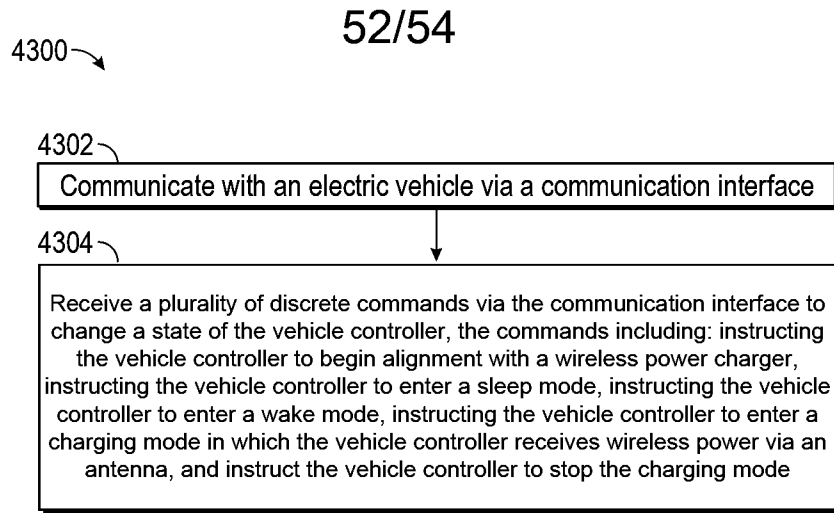 52/54
4300
4302
Communicate with an electric vehicle via a communication interface
4304
Receive a plurality of discrete commands via the communication interface to
change a state of the vehicle controller, the commands including: instructing
the vehicle controller to begin alignment with a wireless power charger,
instructing the vehicle controller to enter a sleep mode, instructing the vehicle
controller to enter a wake mode, instructing the vehicle controller to enter a
charging mode in which the vehicle controller receives wireless power via an
antenna, and instruct the vehicle controller to stop the charging mode